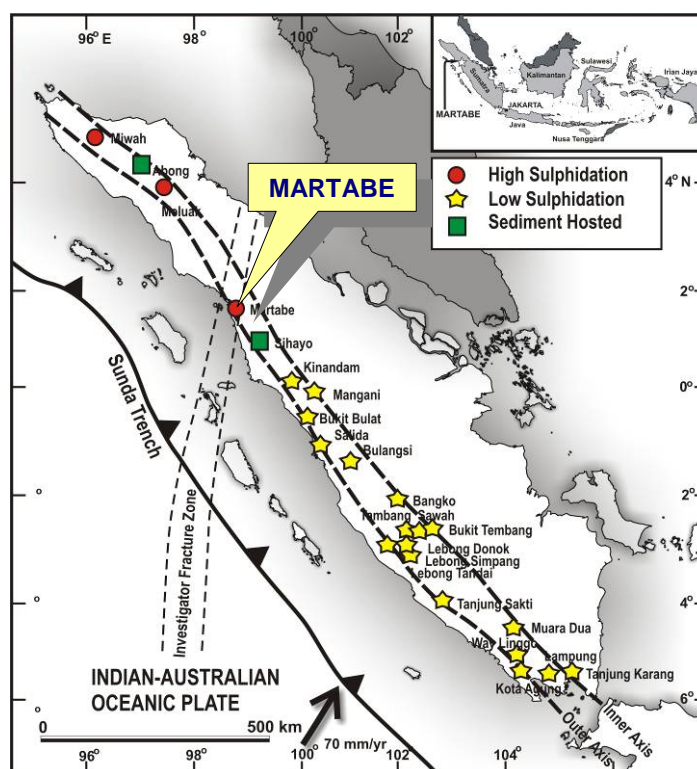 96° E
98°
100°
102°
MARTABE
Sumatra
Kalimantan
Sulawesi
Irian Jaya
JAKARTA
Java
Nusa Tenggara
High Sulphidation
Low Sulphidation
Sediment Hosted
4° N
2°
0°
2°
4°
6°
Miwah
Abong
Meluak
MARTABE
Martabe
Sihayo
Kinandam
Mangani
Bukit Bulat
Salida
Bulangsi
Bangko
Tambang Sawah
Bukit Tembang
Lebong Donok
Lebong Simpang
Lebong Tandai
Tanjung Sakti
Muara Dua
Way Linggo
Lampung
Tanjung Karang
Kota Agung
Inner Axis
Outer Axis
Sunda Trench
Investigator Fracture Zone
INDIAN-AUSTRALIAN
OCEANIC PLATE
0
500 km
70 mm/yr
96°
98°
100°
102°
104°